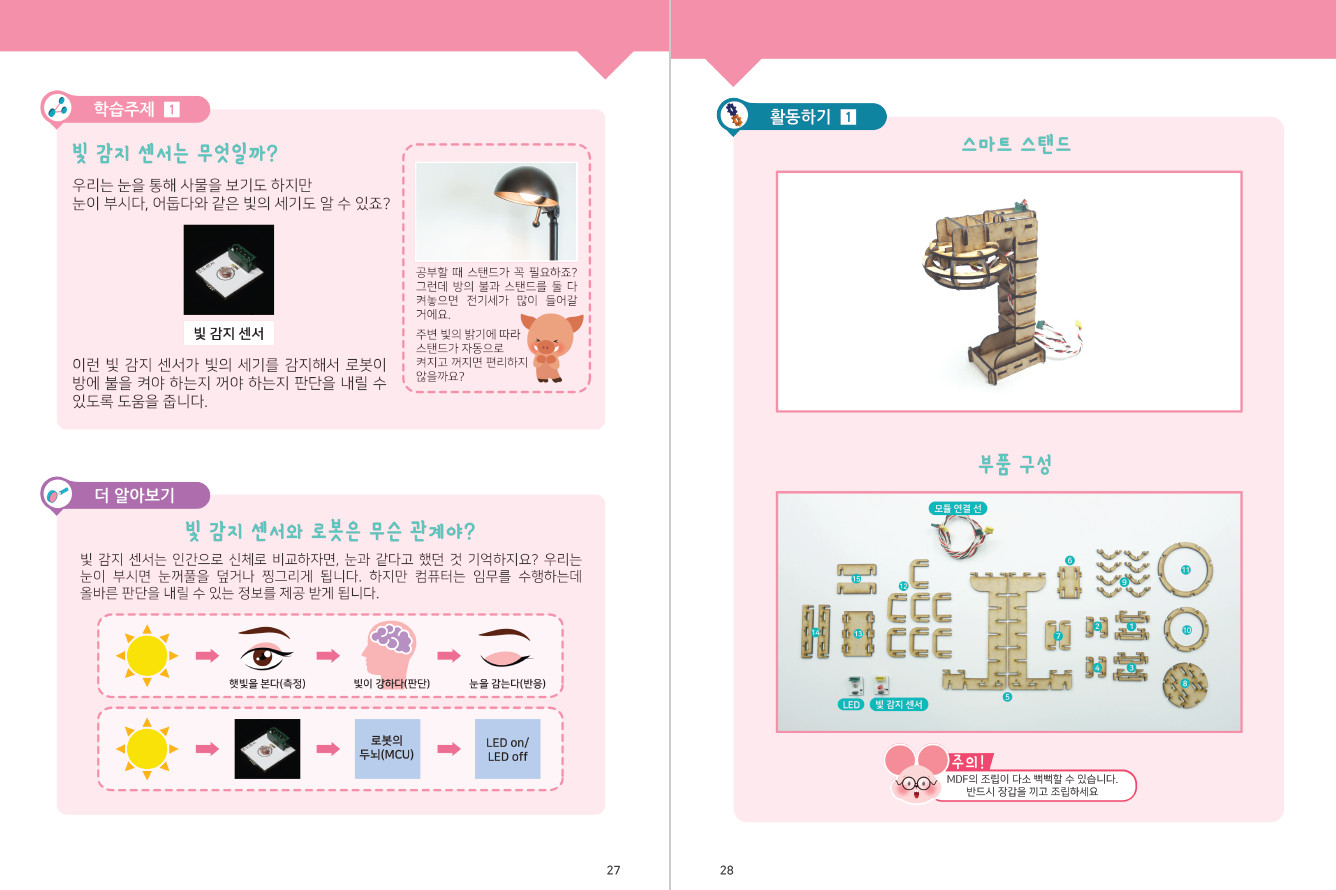 학습주제 1
빛 감지 센서는 무엇일까?
우리는 눈을 통해 사물을 보기도 하지만
눈이 부시다, 어둡다와 같은 빛의 세기도 알 수 있죠?
빛 감지 센서
이런 빛 감지 센서가 빛의 세기를 감지해서 로봇이
방에 불을 켜야 하는지 꺼야 하는지 판단을 내릴 수
있도록 도움을 줍니다.
공부할 때 스탠드가 꼭 필요하죠?
그런데 방의 불과 스탠드를 둘 다
켜놓으면 전기세가 많이 들어갈
거에요.
주변 빛의 밝기에 따라
스탠드가 자동으로
켜지고 꺼지면 편리하지
않을까요?
더 알아보기
빛 감지 센서와 로봇은 무슨 관계야?
빛 감지 센서는 인간으로 신체로 비교하자면, 눈과 같다고 했던 것 기억하지요? 우리는
눈이 부시면 눈꺼풀을 덮거나 찡그리게 됩니다. 하지만 컴퓨터는 임무를 수행하는데
올바른 판단을 내릴 수 있는 정보를 제공 받게 됩니다.
햇빛을 본다(측정)
빛이 강하다(판단)
눈을 감는다(반응)
로봇의
두뇌(MCU)
LED on/
LED off
27
활동하기 1
스마트 스탠드
부품 구성
모듈 연결 선
6
15
12
9
11
14
13
7
2
1
10
4
3
8
5
LED
빛 감지 센서
주의!
MDF의 조립이 다소 뻑뻑할 수 있습니다.
반드시 장갑을 끼고 조립하세요
28